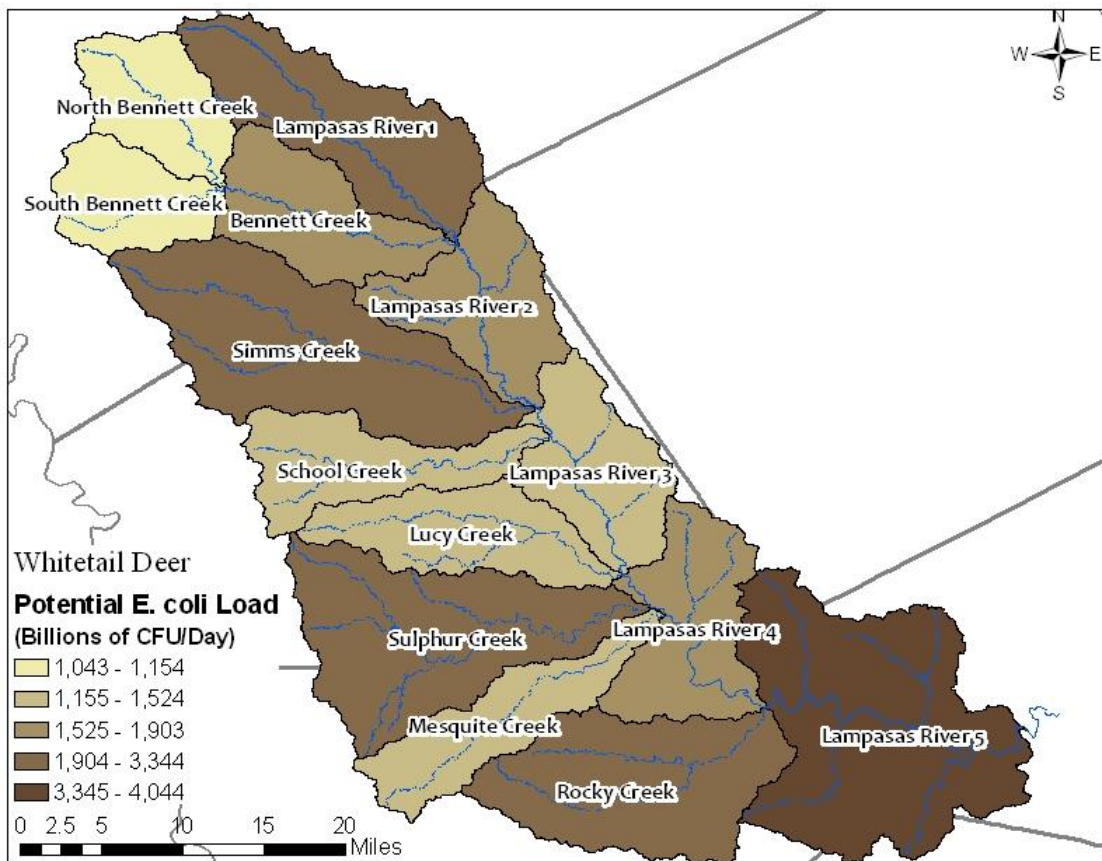 N
W E
S
North Bennett Creek
Lampasas River 1
South Bennett Creek
Bennett Creek
Lampasas River 2
Simms Creek
School Creek
Lampasas River 3
Lucy Creek
Sulphur Creek
Lampasas River 4
Mesquite Creek
Lampasas River 5
Rocky Creek
Whitetail Deer
Potential E. coli Load
(Billions of CFU/Day)
1,043 - 1,154
1,155 - 1,524
1,525 - 1,903
1,904 - 3,344
3,345 - 4,044
0 2.5 5 10 15 20
Miles